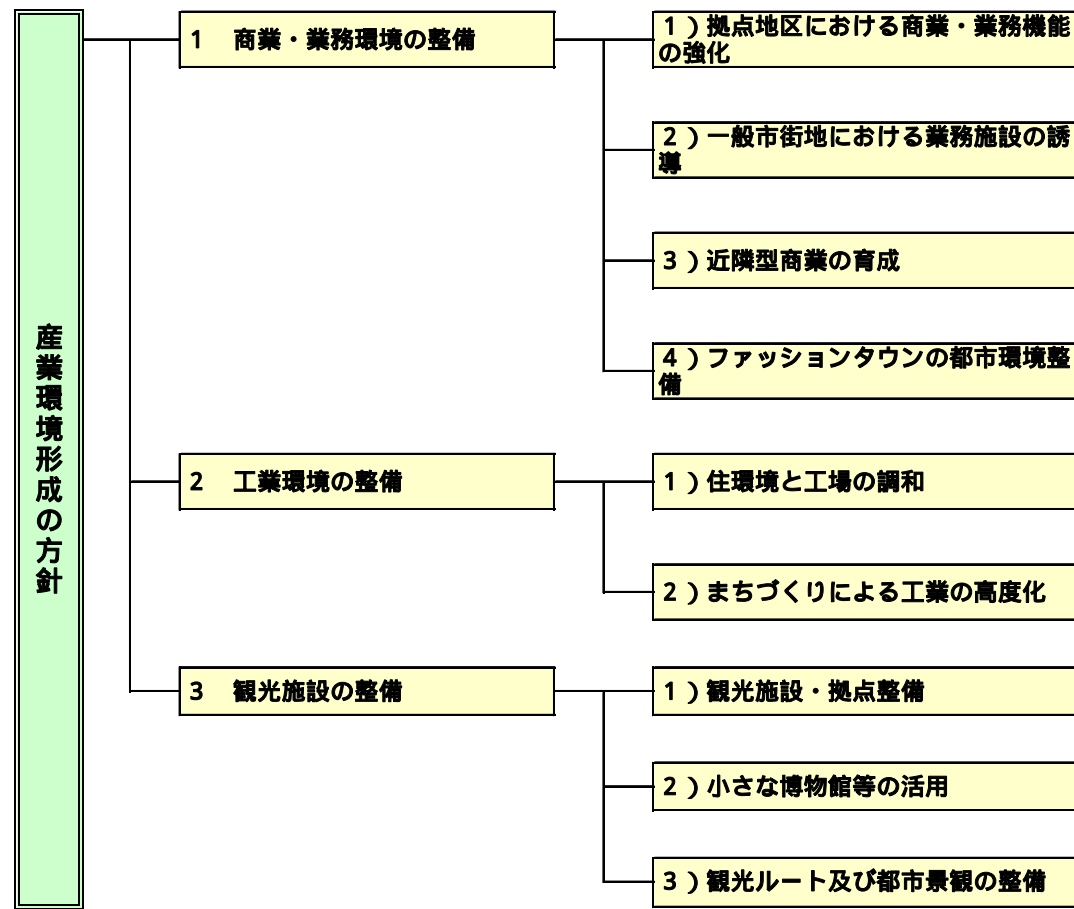 産業環境形成の方針
1　商業・業務環境の整備
1）拠点地区における商業・業務機能
の強化
2）一般市街地における業務施設の誘
導
3）近隣型商業の育成
4）ファッションタウンの都市環境整
備
2　工業環境の整備
1）住環境と工場の調和
2）まちづくりによる工業の高度化
3　観光施設の整備
1）観光施設・拠点整備
2）小さな博物館等の活用
3）観光ルート及び都市景観の整備